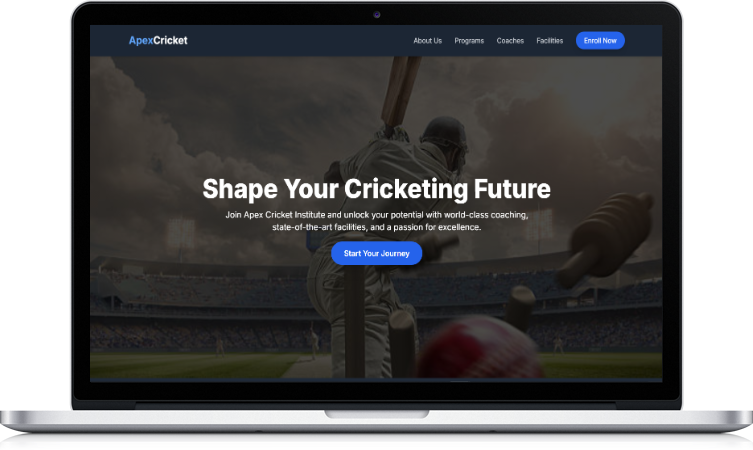 ApexCricket
About Us Programs Coaches Facilities Enroll Now
Shape Your Cricketing Future
Join Apex Cricket Institute and unlock your potential with world-class coaching,
state-of-the-art facilities, and a passion for excellence.
Start Your Journey